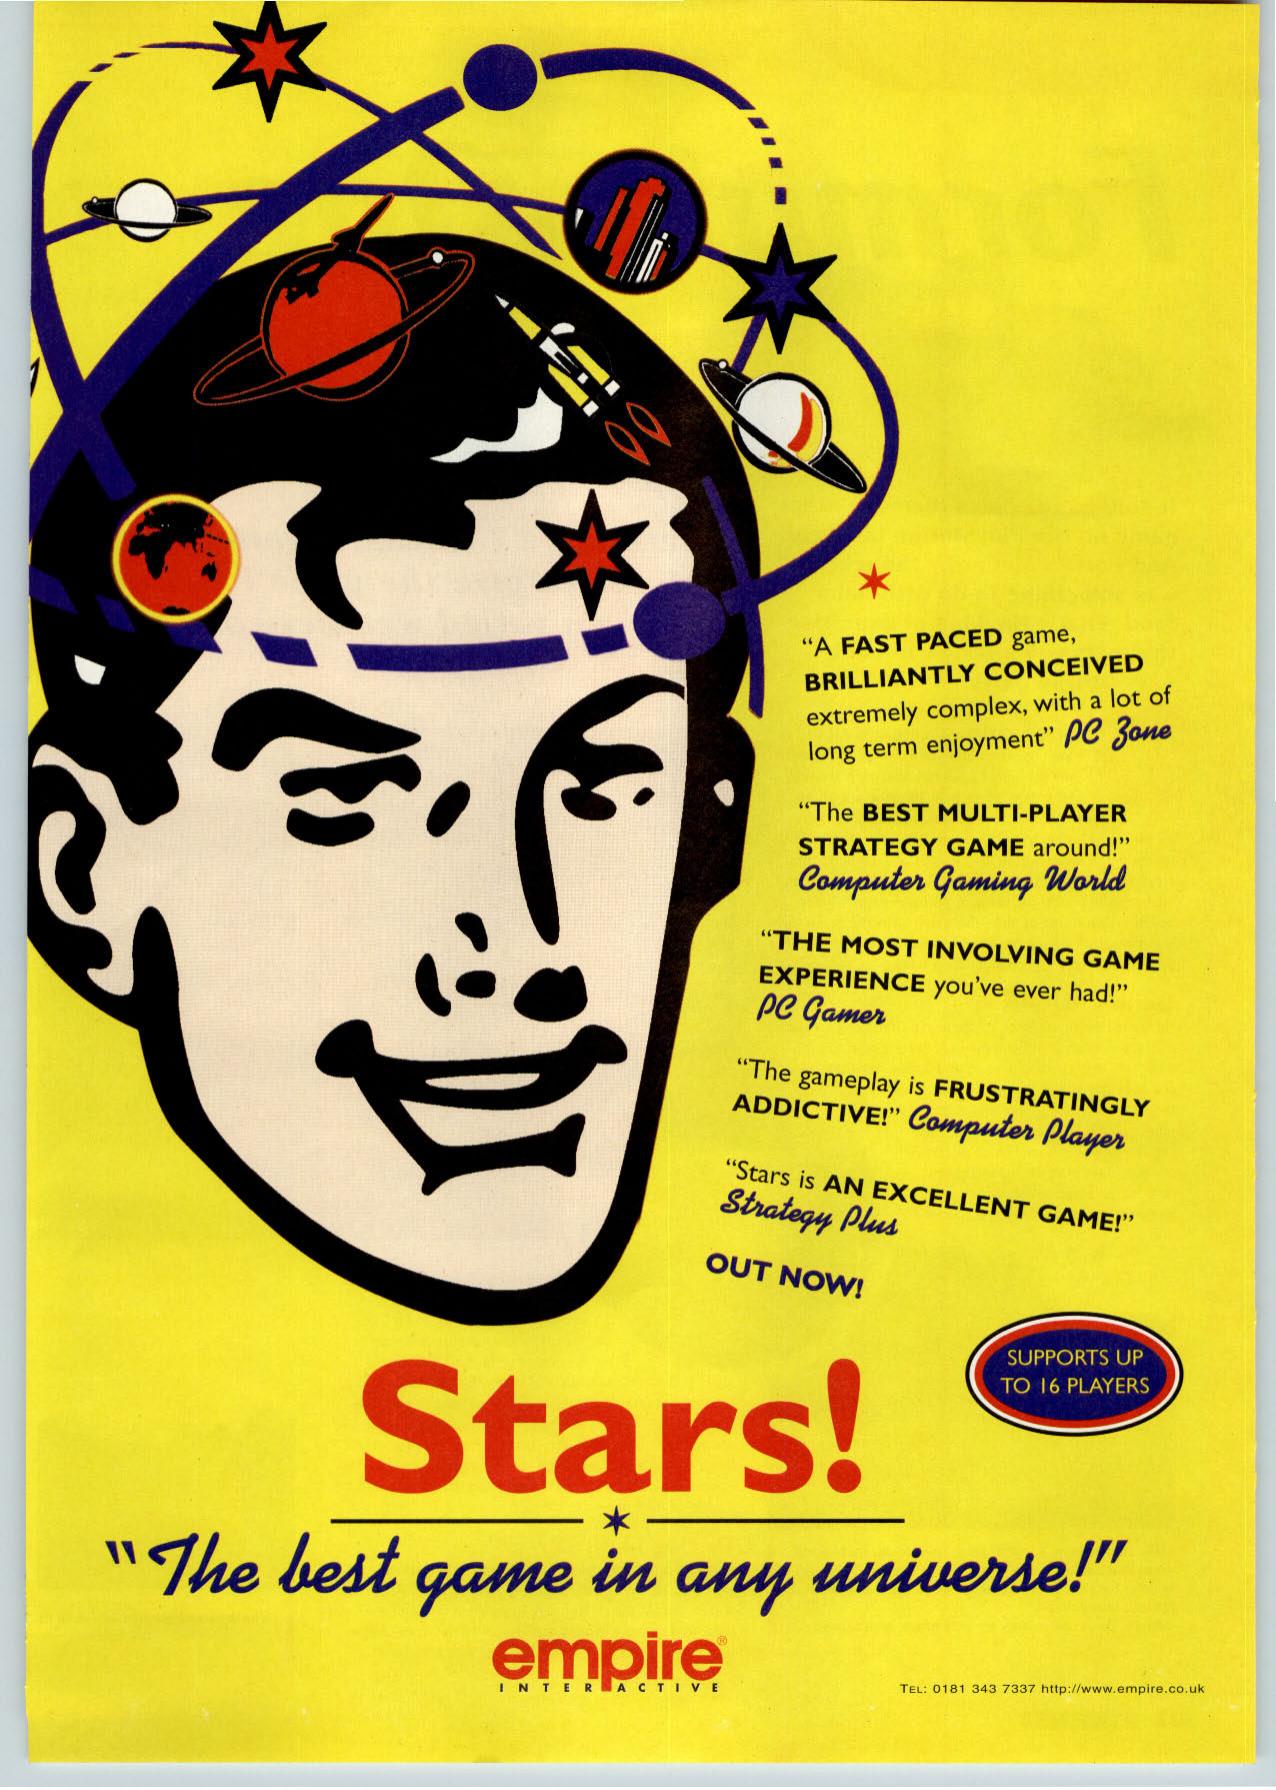 “A FAST PACED game,
BRILLIANTLY CONCEIVED
extremely complex, with a lot of
long term enjoyment” PC Zone
“The BEST MULTI-PLAYER
STRATEGY GAME around!”
Computer Gaming World
“THE MOST INVOLVING GAME
EXPERIENCE you’ve ever had!”
PC Gamer
“The gameplay is FRUSTRATINGLY
ADDICTIVE!” Computer Player
“Stars is AN EXCELLENT GAME!”
Strategy Plus
OUT NOW!
SUPPORTS UP
TO 16 PLAYERS
Stars!
"The best game in any universe!"
empire®
INTERACTIVE
TEL: 0181 343 7337 http://www.empire.co.uk